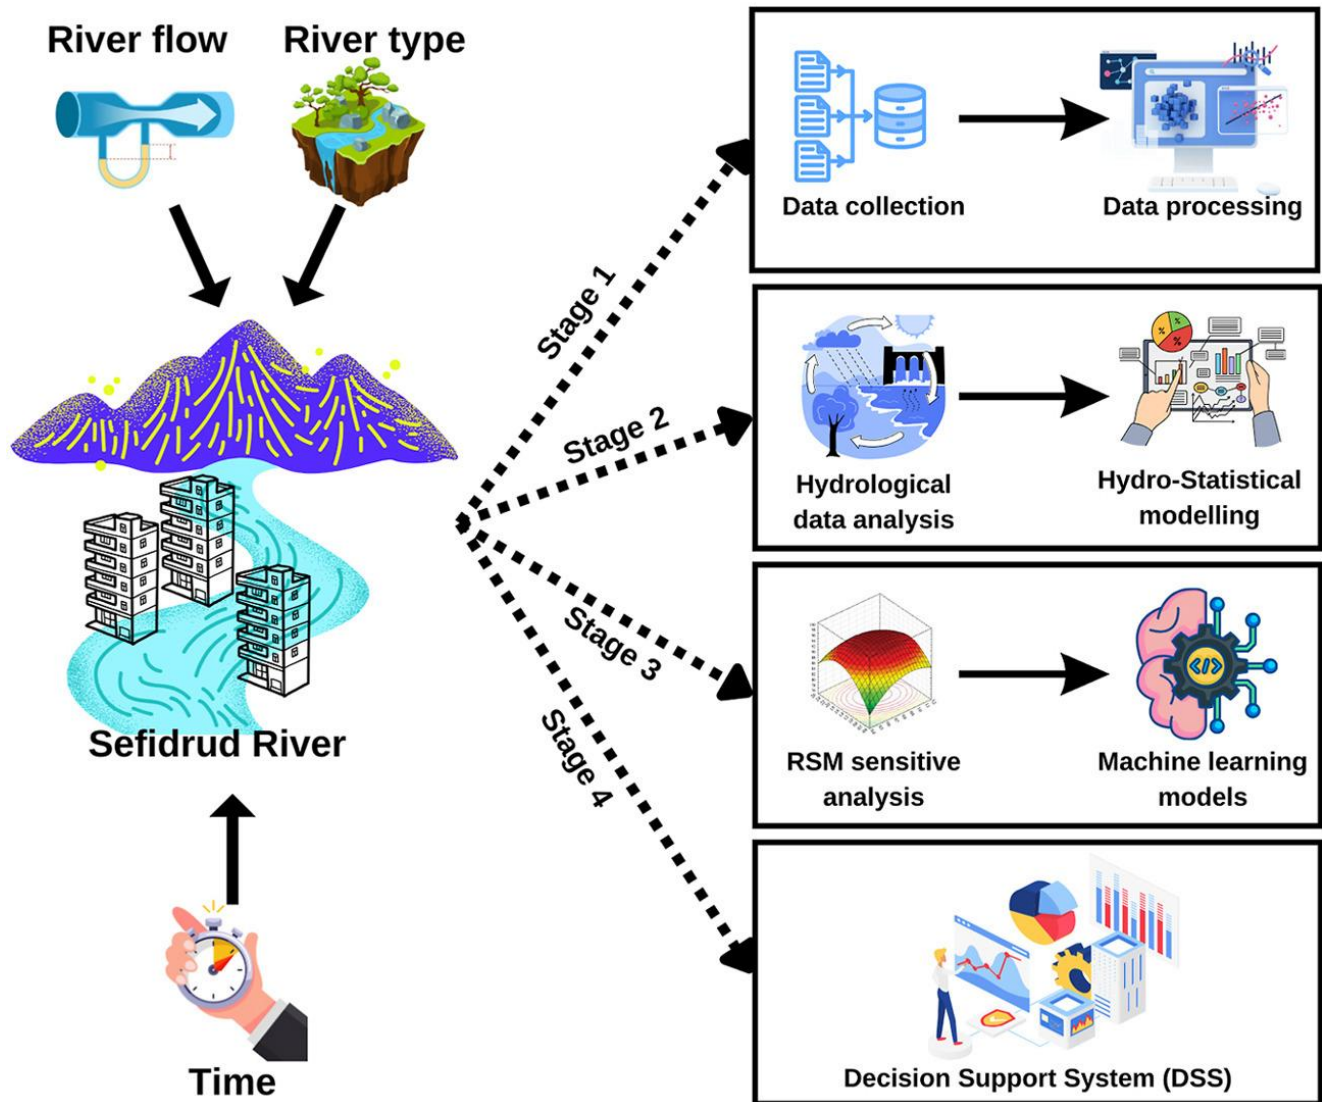 River flow
River type
Stage 1
Data collection
Data processing
Stage 2
Hydrological
data analysis
Hydro-Statistical
modelling
Stage 3
RSM sensitive
analysis
Machine learning
models
Stage 4
Sefidrud River
Time
Decision Support System (DSS)